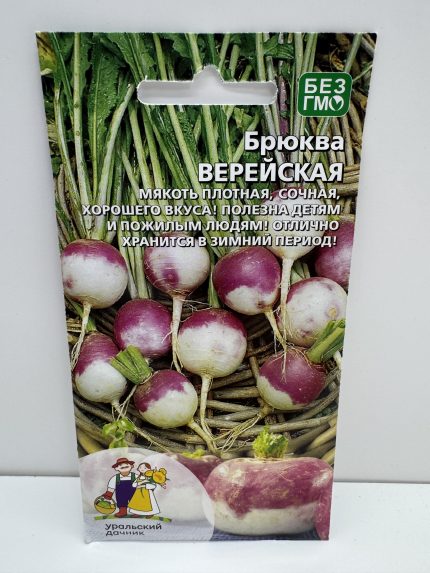 БЕЗ
ГМО
Брюква
ВЕРЕЙСКАЯ
МЯКОТЬ ПЛОТНАЯ, СОЧНАЯ,
ХОРОШЕГО ВКУСА! ПОЛЕЗНА ДЕТЯМ
И ПОЖИЛЫМ ЛЮДЯМ! ОТЛИЧНО
ХРАНИТСЯ В ЗИМНИЙ ПЕРИОД!
уральский
дачник